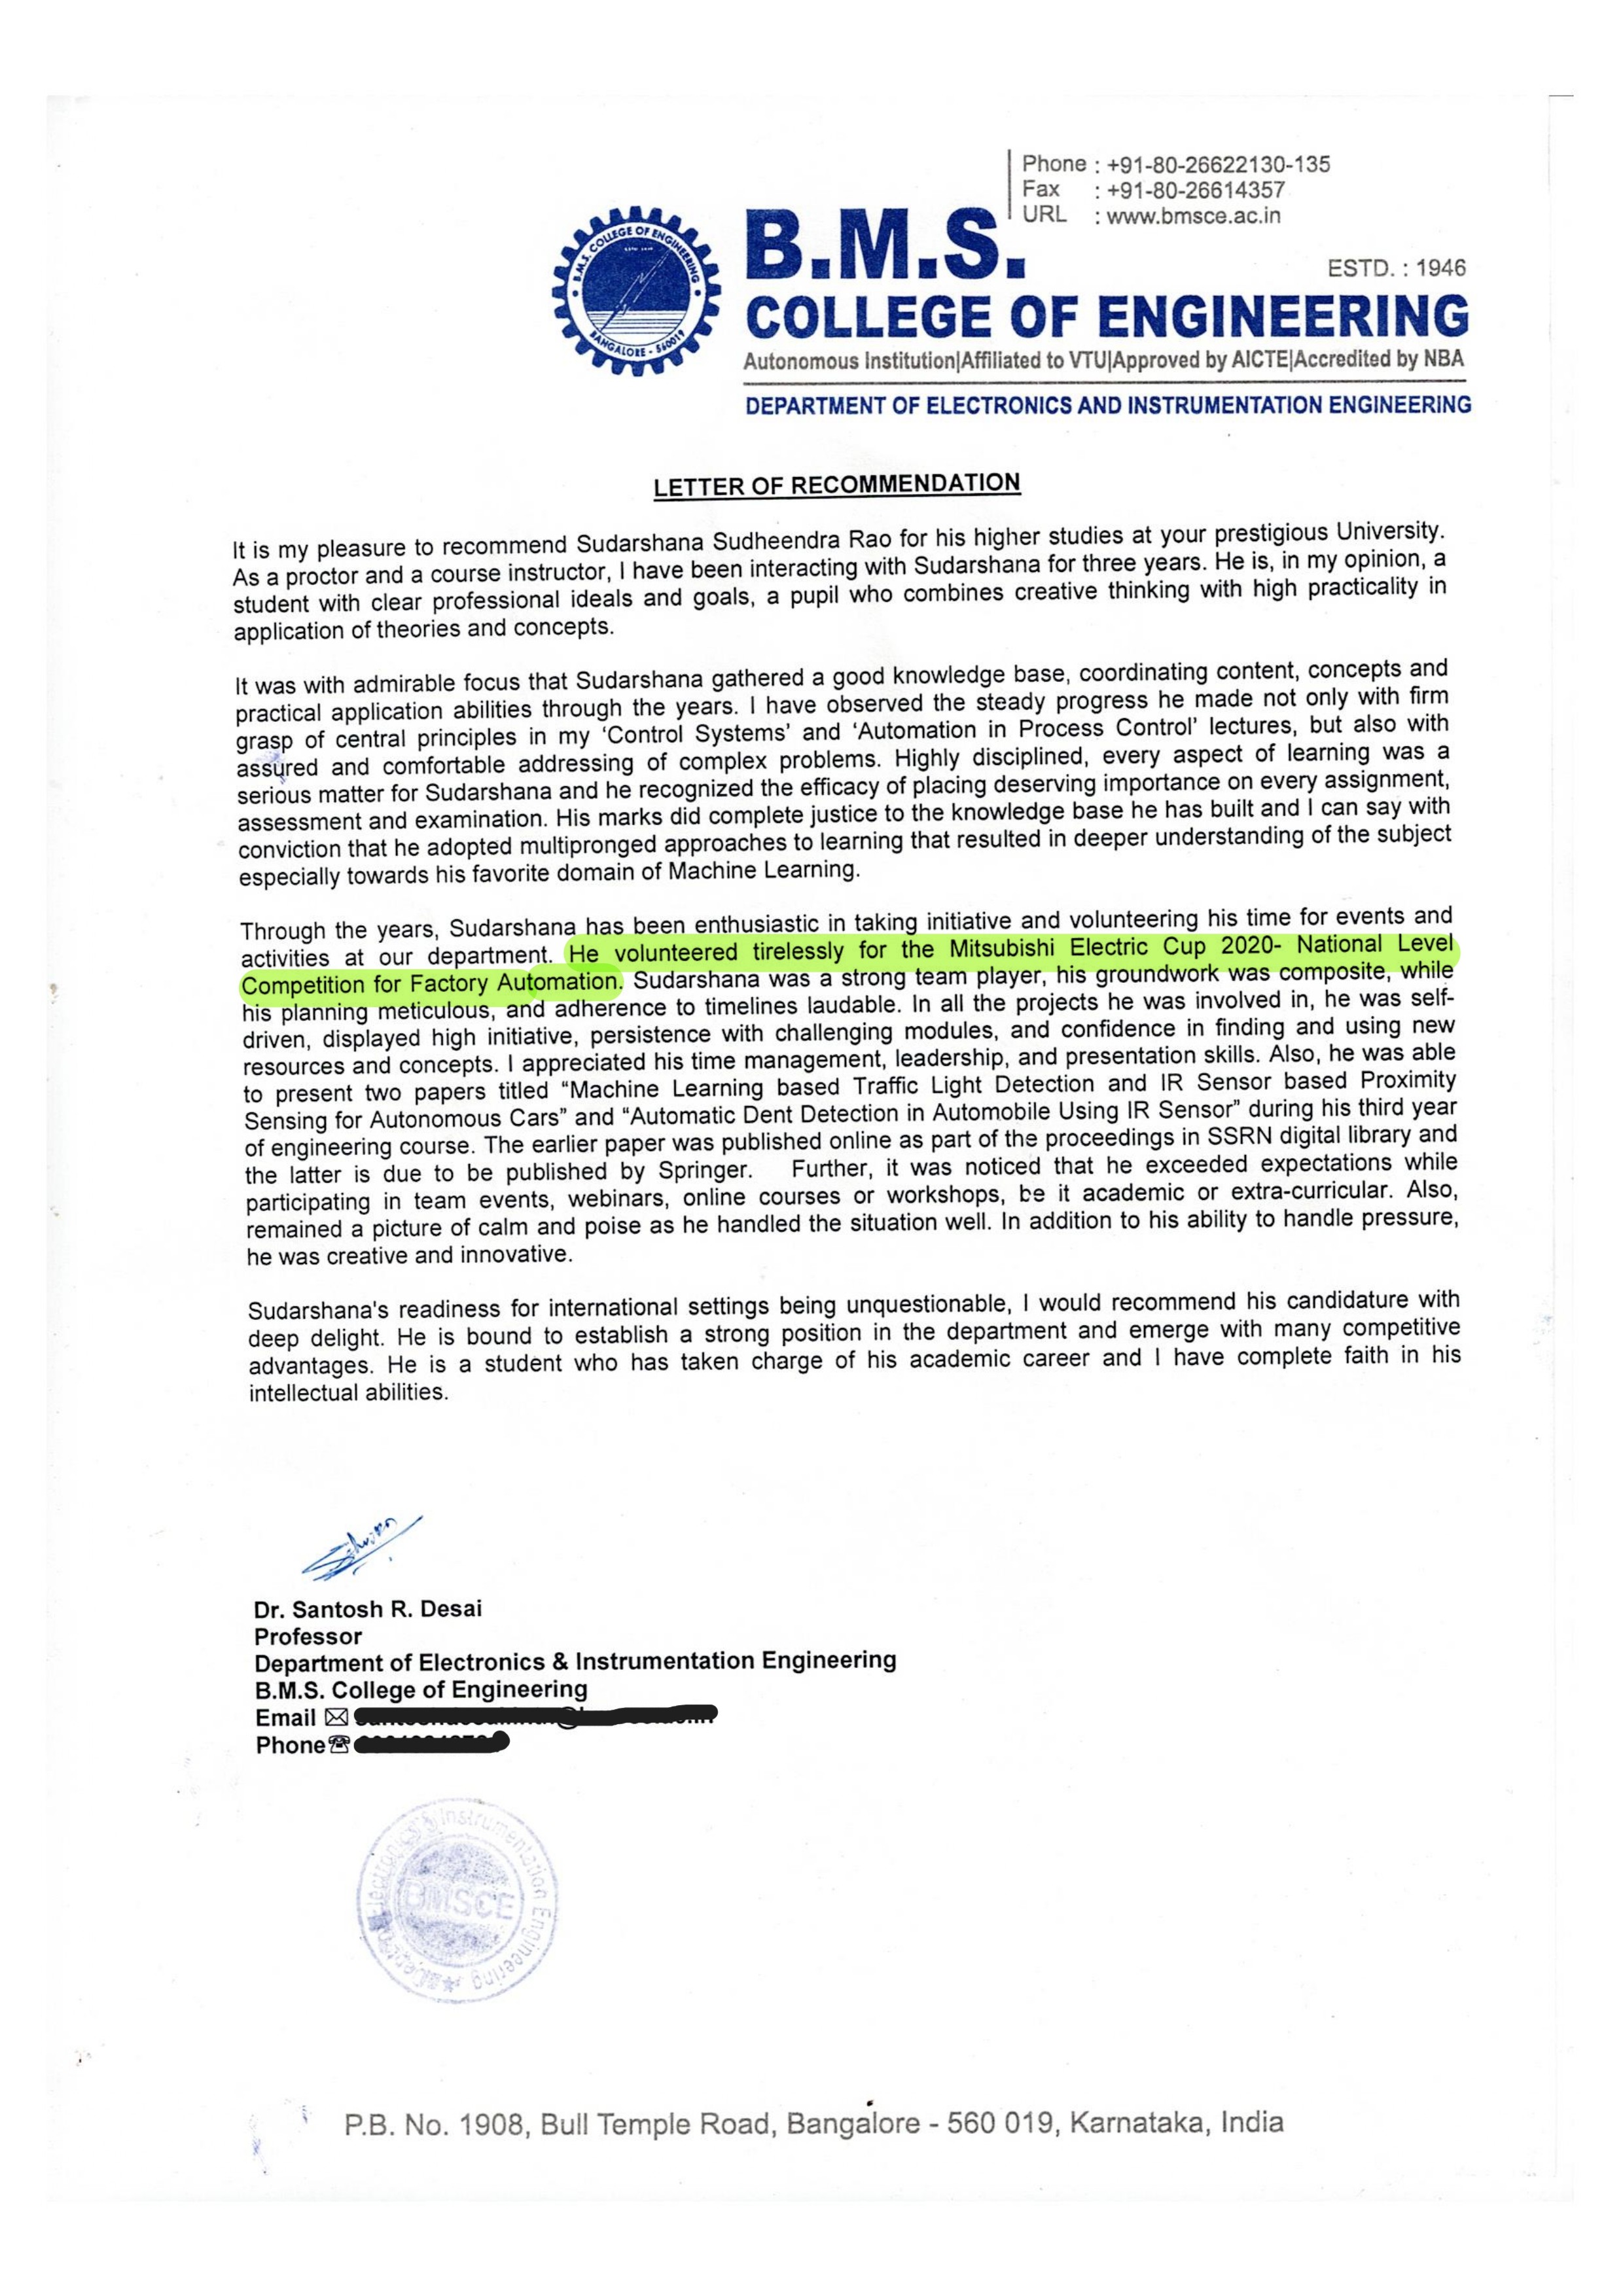 Phone : +91-80-26622130-135
Fax : +91-80-26614357
URL : www.bmsce.ac.in
B.M.S. COLLEGE OF ENGINEERING
BANGALORE - 560019
B.M.S.
ESTD. : 1946
COLLEGE OF ENGINEERING
Autonomous Institution|Affiliated to VTU|Approved by AICTE|Accredited by NBA
DEPARTMENT OF ELECTRONICS AND INSTRUMENTATION ENGINEERING
LETTER OF RECOMMENDATION
It is my pleasure to recommend Sudarshana Sudheendra Rao for his higher studies at your prestigious University.
As a proctor and a course instructor, I have been interacting with Sudarshana for three years. He is, in my opinion, a
student with clear professional ideals and goals, a pupil who combines creative thinking with high practicality in
application of theories and concepts.
It was with admirable focus that Sudarshana gathered a good knowledge base, coordinating content, concepts and
practical application abilities through the years. I have observed the steady progress he made not only with firm
grasp of central principles in my ‘Control Systems’ and ‘Automation in Process Control’ lectures, but also with
assured and comfortable addressing of complex problems. Highly disciplined, every aspect of learning was a
serious matter for Sudarshana and he recognized the efficacy of placing deserving importance on every assignment,
assessment and examination. His marks did complete justice to the knowledge base he has built and I can say with
conviction that he adopted multipronged approaches to learning that resulted in deeper understanding of the subject
especially towards his favorite domain of Machine Learning.
Through the years, Sudarshana has been enthusiastic in taking initiative and volunteering his time for events and
activities at our department. He volunteered tirelessly for the Mitsubishi Electric Cup 2020- National Level
Competition for Factory Automation. Sudarshana was a strong team player, his groundwork was composite, while
his planning meticulous, and adherence to timelines laudable. In all the projects he was involved in, he was self-
driven, displayed high initiative, persistence with challenging modules, and confidence in finding and using new
resources and concepts. I appreciated his time management, leadership, and presentation skills. Also, he was able
to present two papers titled “Machine Learning based Traffic Light Detection and IR Sensor based Proximity
Sensing for Autonomous Cars” and “Automatic Dent Detection in Automobile Using IR Sensor” during his third year
of engineering course. The earlier paper was published online as part of the proceedings in SSRN digital library and
the latter is due to be published by Springer. Further, it was noticed that he exceeded expectations while
participating in team events, webinars, online courses or workshops, be it academic or extra-curricular. Also,
remained a picture of calm and poise as he handled the situation well. In addition to his ability to handle pressure,
he was creative and innovative.
Sudarshana's readiness for international settings being unquestionable, I would recommend his candidature with
deep delight. He is bound to establish a strong position in the department and emerge with many competitive
advantages. He is a student who has taken charge of his academic career and I have complete faith in his
intellectual abilities.
Dr. Santosh R. Desai
Professor
Department of Electronics & Instrumentation Engineering
B.M.S. College of Engineering
Email
Phone
Electronics & Instrumentation Engineering
BMSCE
P.B. No. 1908, Bull Temple Road, Bangalore - 560 019, Karnataka, India